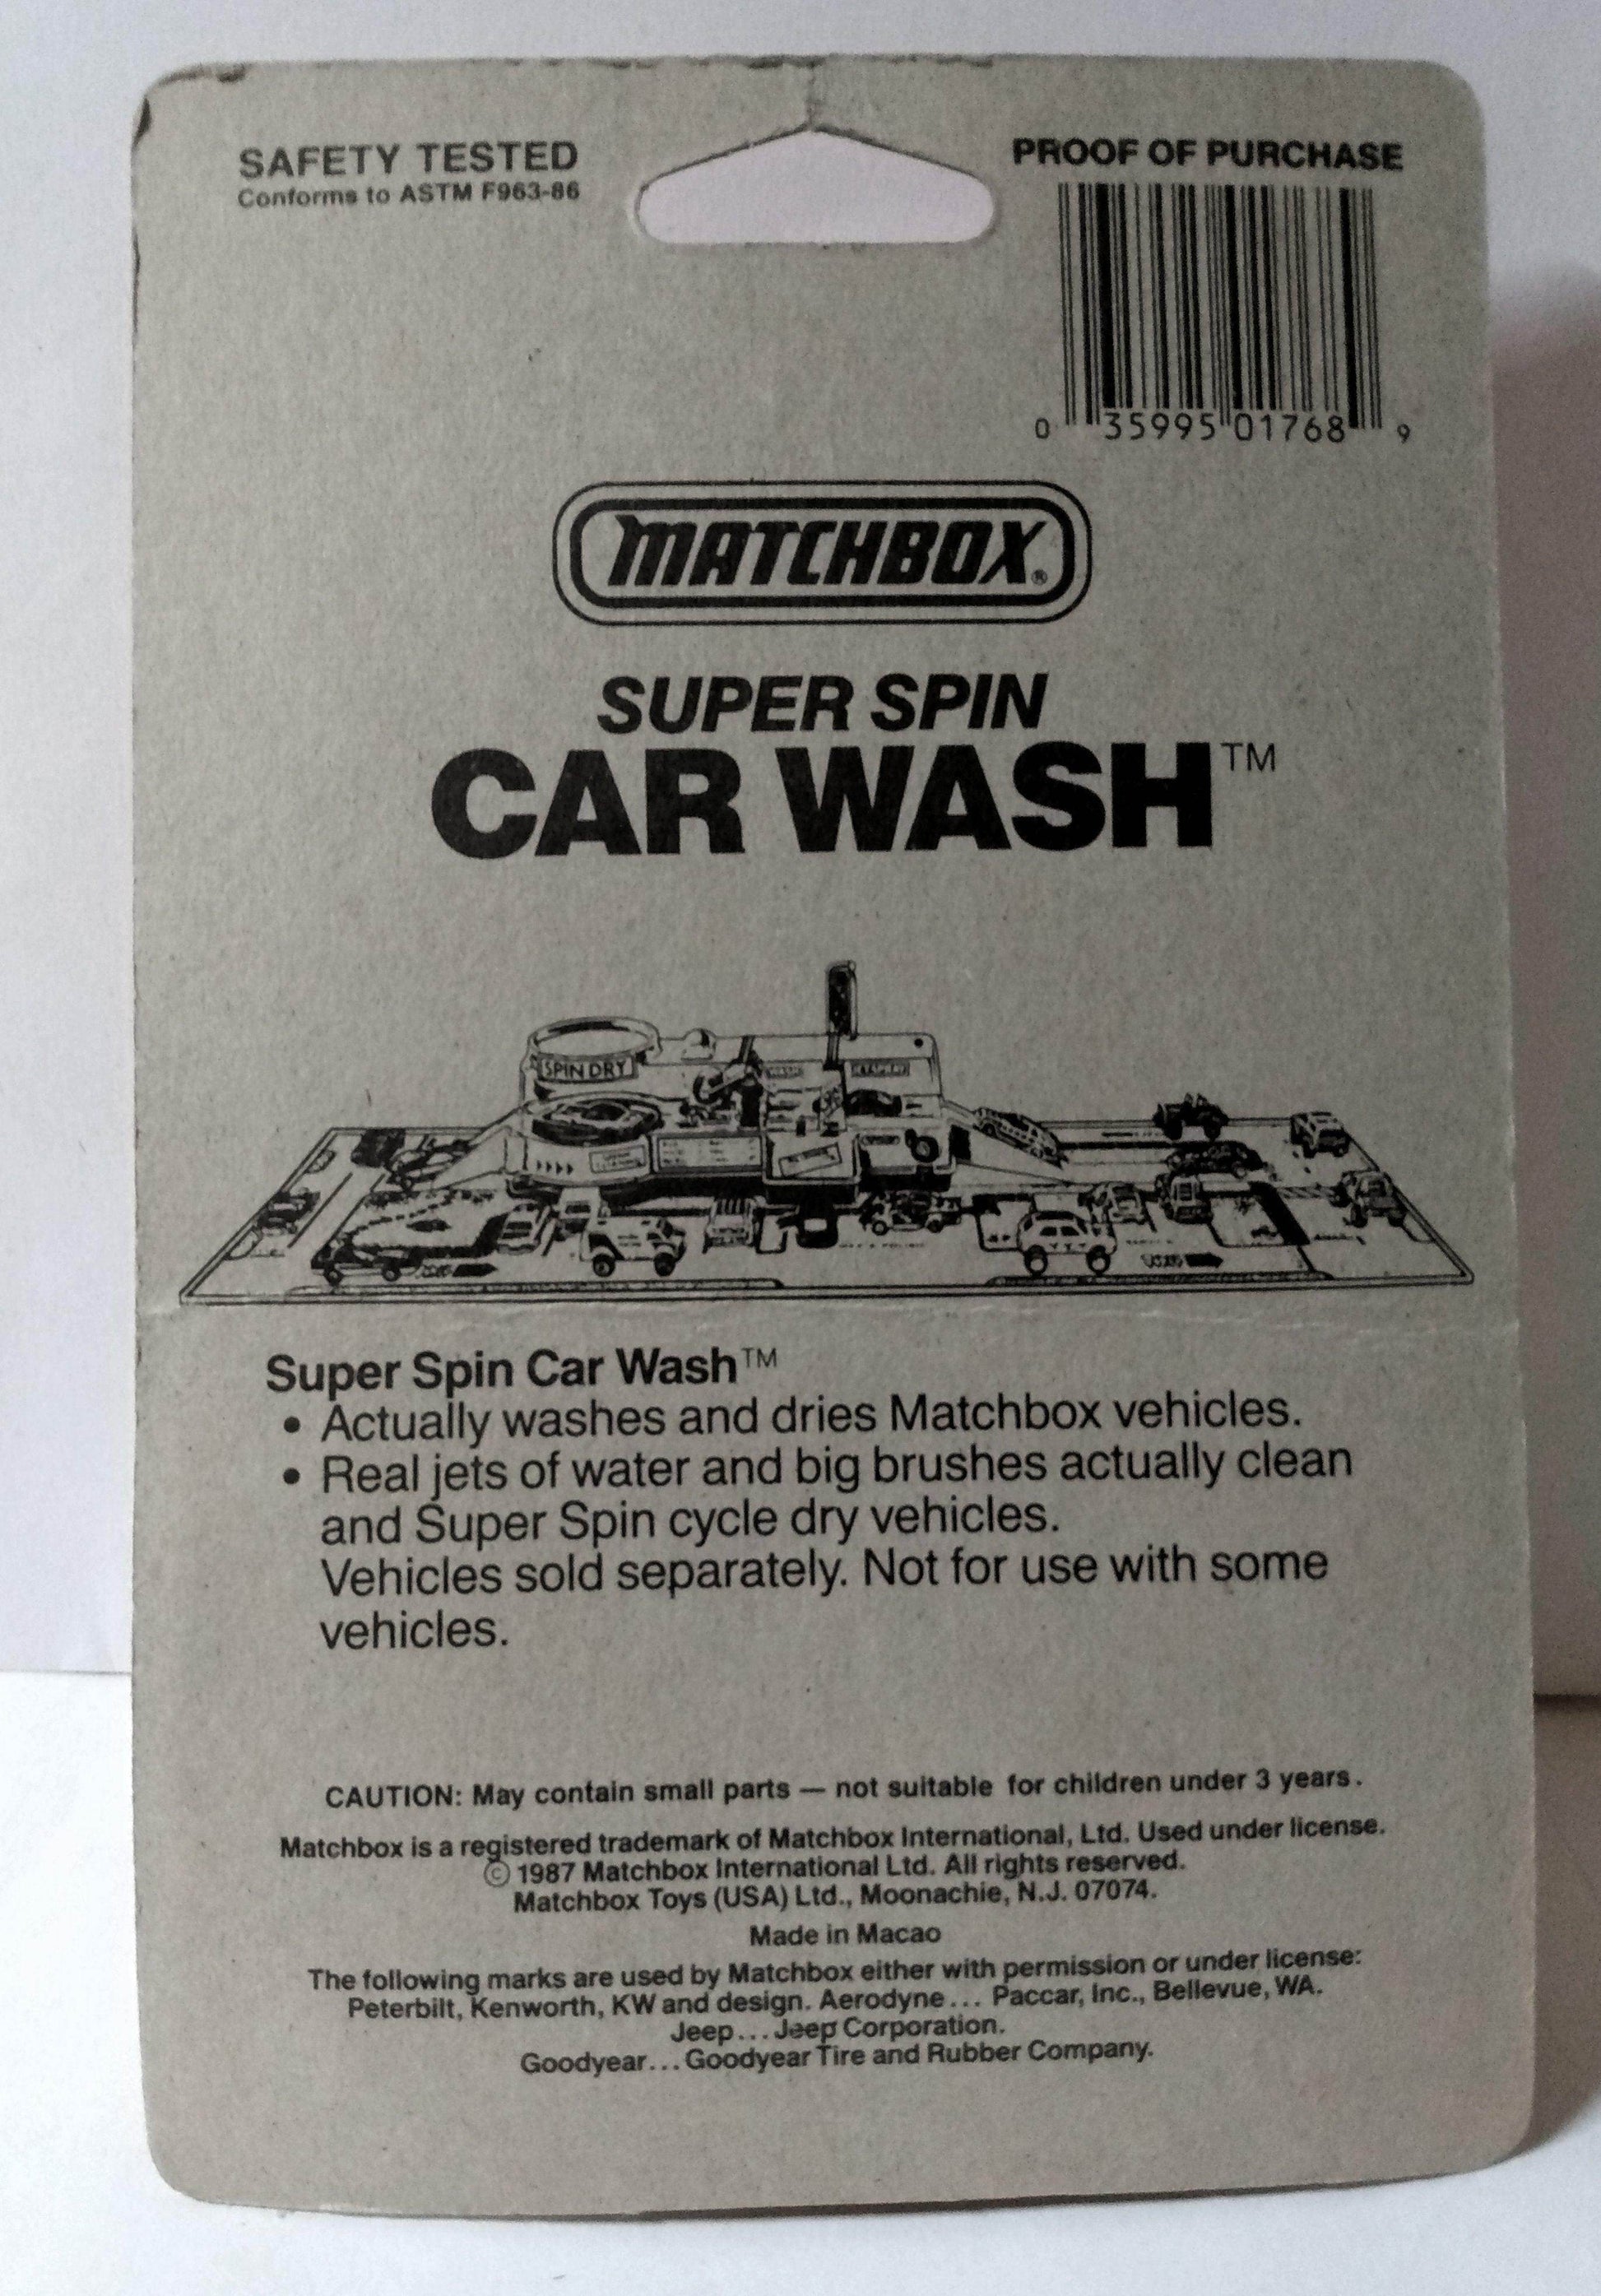 SAFETY TESTED
Conforms to ASTM F963-86
PROOF OF PURCHASE
0 35995 01768 9
MATCHBOX®
SUPER SPIN
CAR WASH™
SPIN DRY
Super Spin Car Wash™
• Actually washes and dries Matchbox vehicles.
• Real jets of water and big brushes actually clean
and Super Spin cycle dry vehicles.
Vehicles sold separately. Not for use with some
vehicles.
CAUTION: May contain small parts — not suitable for children under 3 years.
Matchbox is a registered trademark of Matchbox International, Ltd. Used under license.
© 1987 Matchbox International Ltd. All rights reserved.
Matchbox Toys (USA) Ltd., Moonachie, N.J. 07074.
Made in Macao
The following marks are used by Matchbox either with permission or under license:
Peterbilt, Kenworth, KW and design. Aerodyne... Paccar, Inc., Bellevue, WA.
Jeep...Jeep Corporation.
Goodyear...Goodyear Tire and Rubber Company.